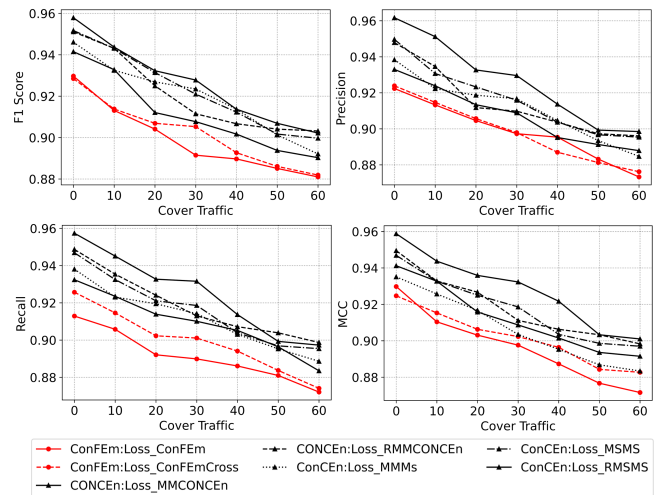 0.96
0.94
0.92
0.90
0.88
F1 Score
0 10 20 30 40 50 60
Cover Traffic
0.96
0.94
0.92
0.90
0.88
Precision
0 10 20 30 40 50 60
Cover Traffic
0.96
0.94
0.92
0.90
0.88
Recall
0 10 20 30 40 50 60
Cover Traffic
0.96
0.94
0.92
0.90
0.88
MCC
0 10 20 30 40 50 60
Cover Traffic
ConFEm:Loss_ConFEm
ConFEm:Loss_ConFEmCross
CONCEn:Loss_MMCONCEn
CONCEn:Loss_RMMCONCEn
ConCEn:Loss_MMMs
ConCEn:Loss_MSMS
ConCEn:Loss_RMSMS